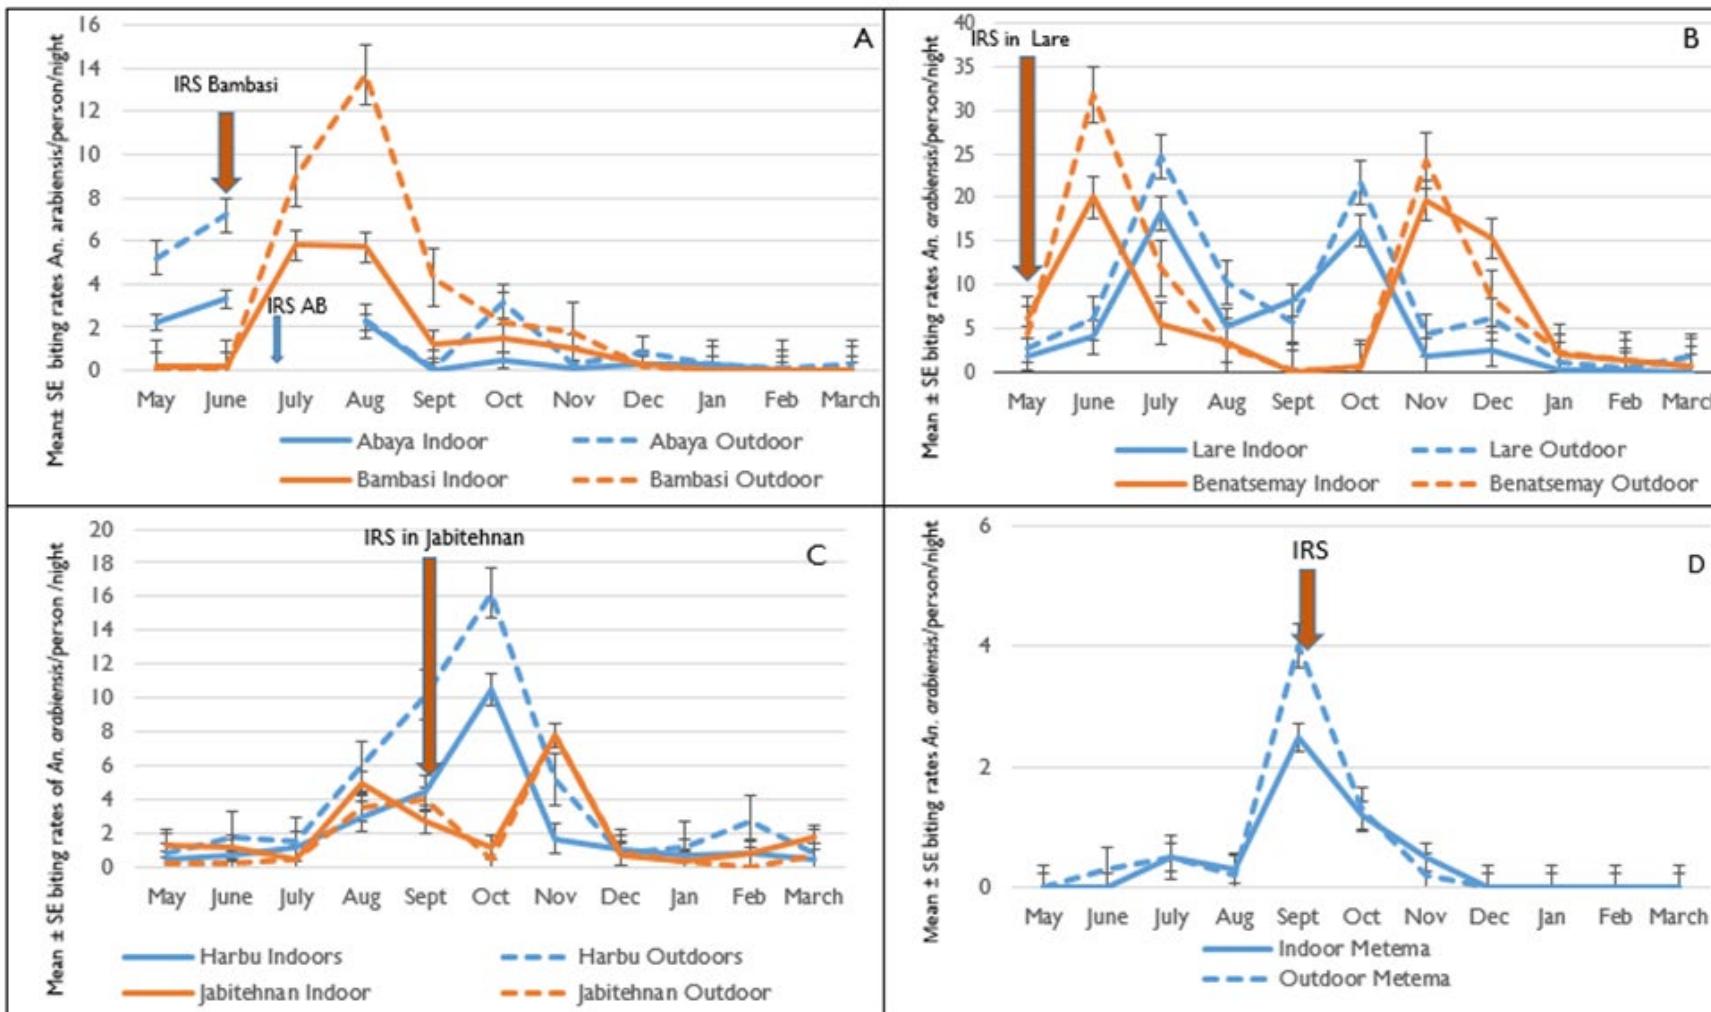 A
Mean± SE biting rates An. arabiensis/person/night
16
14
12
10
8
6
4
2
0
IRS Bambasi
IRS AB
May June July Aug Sept Oct Nov Dec Jan Feb March
Abaya Indoor Abaya Outdoor
Bambasi Indoor Bambasi Outdoor
B
Mean ± SE biting rates An. arabiensis/person/night
40
35
30
25
20
15
10
5
0
IRS in Lare
May June July Aug Sept Oct Nov Dec Jan Feb March
Lare Indoor Lare Outdoor
Benatsemay Indoor Benatsemay Outdoor
C
Mean ± SE biting rates of An. arabiensis/person /night
20
18
16
14
12
10
8
6
4
2
0
IRS in Jabitehnan
May June July Aug Sept Oct Nov Dec Jan Feb March
Harbu Indoors Harbu Outdoors
Jabitehnan Indoor Jabitehnan Outdoor
D
Mean ± SE biting rates An. arabiensis/person/night
6
4
2
0
IRS
May June July Aug Sept Oct Nov Dec Jan Feb March
Indoor Metema
Outdoor Metema